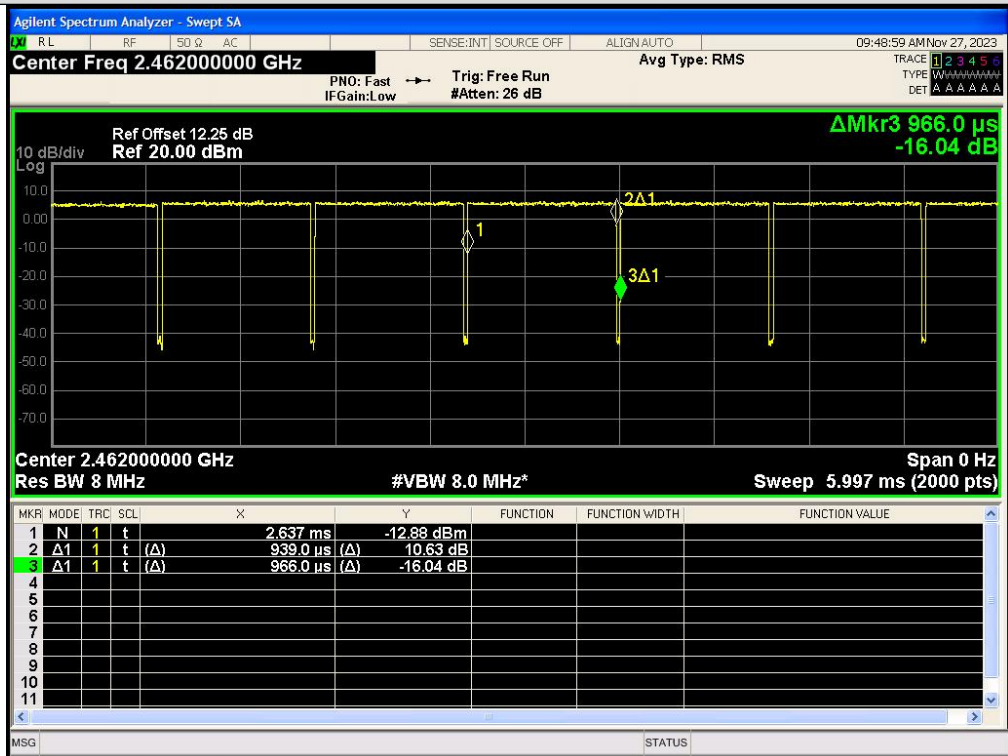 Agilent Spectrum Analyzer - Swept SA
LXI RL RF 50 Ω AC SENSE:INT SOURCE OFF ALIGN AUTO 09:48:59 AM Nov 27, 2023
Center Freq 2.462000000 GHz Avg Type: RMS TRACE 1 2 3 4 5 6
PNO: Fast Trig: Free Run TYPE
IFGain:Low #Atten: 26 dB DET A A A A A A
ΔMkr3 966.0 µs
Ref Offset 12.25 dB
10 dB/div Ref 20.00 dBm -16.04 dB
Log
10.0
0.00
-10.0
-20.0
-30.0
-40.0
-50.0
-60.0
-70.0
2Δ1
1
3Δ1
Center 2.462000000 GHz Span 0 Hz
Res BW 8 MHz #VBW 8.0 MHz* Sweep 5.997 ms (2000 pts)
MKR MODE TRC SCL X Y FUNCTION FUNCTION WIDTH FUNCTION VALUE
1 N 1 t 2.637 ms -12.88 dBm
2 Δ1 1 t (Δ) 939.0 µs (Δ) 10.63 dB
3 Δ1 1 t (Δ) 966.0 µs (Δ) -16.04 dB
4
5
6
7
8
9
10
11
MSG STATUS